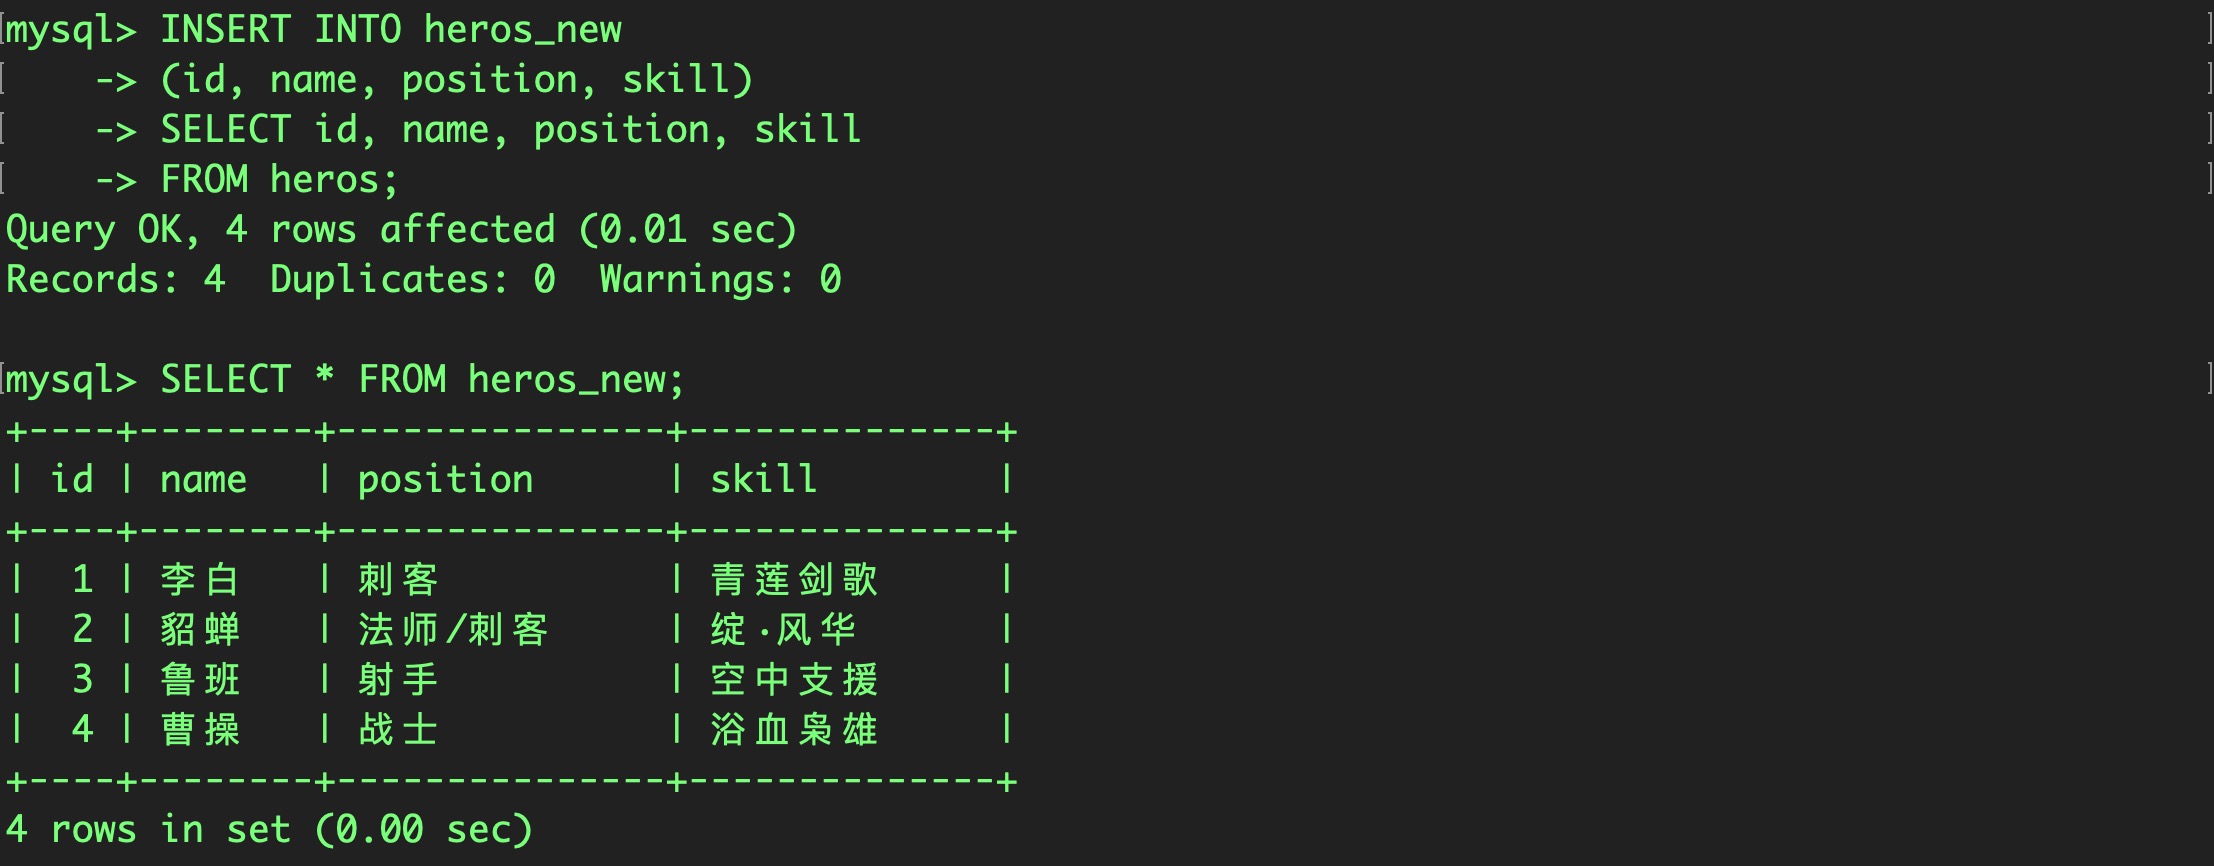 mysql> INSERT INTO heros_new
    -> (id, name, position, skill)
    -> SELECT id, name, position, skill
    -> FROM heros;
Query OK, 4 rows affected (0.01 sec)
Records: 4  Duplicates: 0  Warnings: 0

mysql> SELECT * FROM heros_new;
+----+--------+---------------+--------------+
| id | name   | position      | skill        |
+----+--------+---------------+--------------+
|  1 | 李白   | 刺客          | 青莲剑歌     |
|  2 | 貂蝉   | 法师/刺客     | 绽·风华      |
|  3 | 鲁班   | 射手          | 空中支援     |
|  4 | 曹操   | 战士          | 浴血枭雄     |
+----+--------+---------------+--------------+
4 rows in set (0.00 sec)